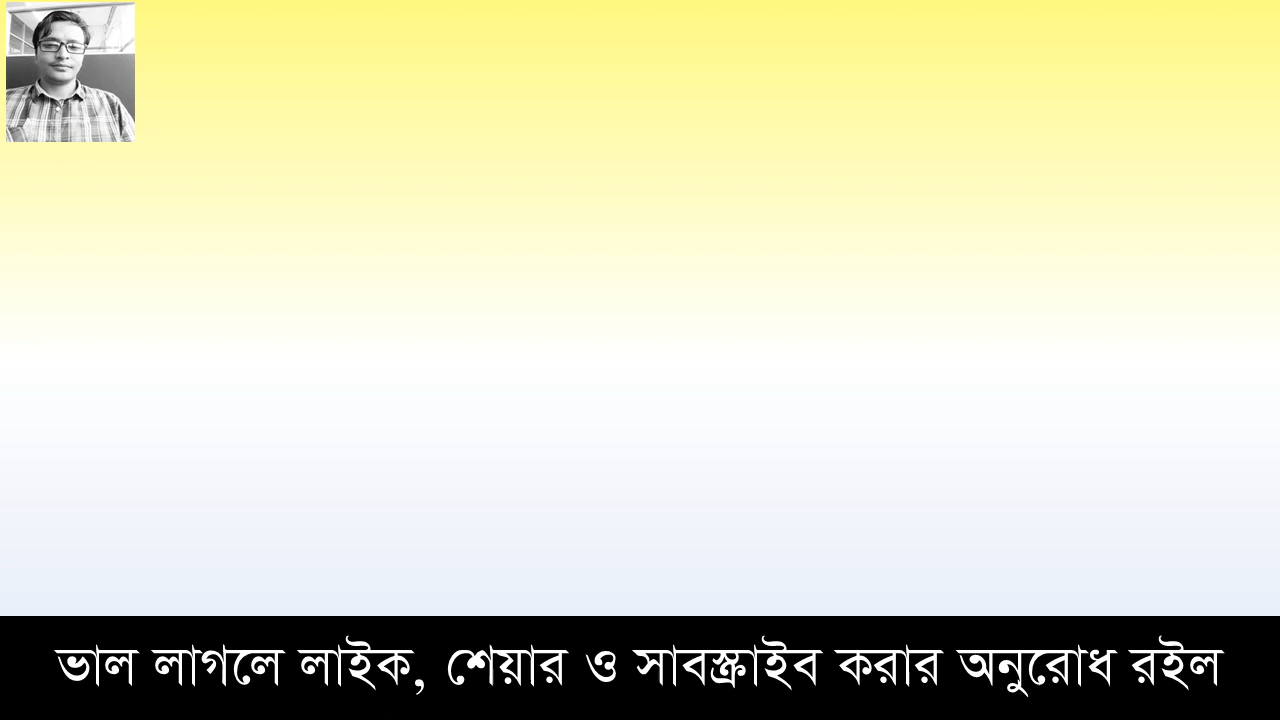 ভাল লাগলে লাইক, শেয়ার ও সাবস্ক্রাইব করার অনুরোধ রইল